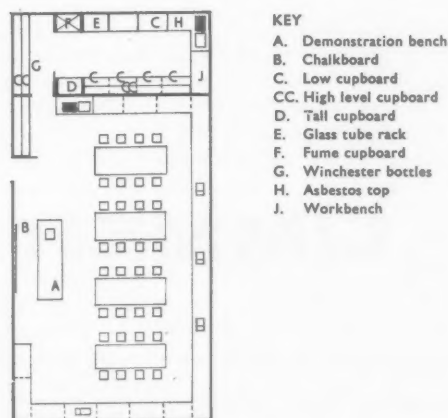 F E C H
G
CC
C C C C J
D CC
B
A
KEY
A. Demonstration bench
B. Chalkboard
C. Low cupboard
CC. High level cupboard
D. Tall cupboard
E. Glass tube rack
F. Fume cupboard
G. Winchester bottles
H. Asbestos top
J. Workbench